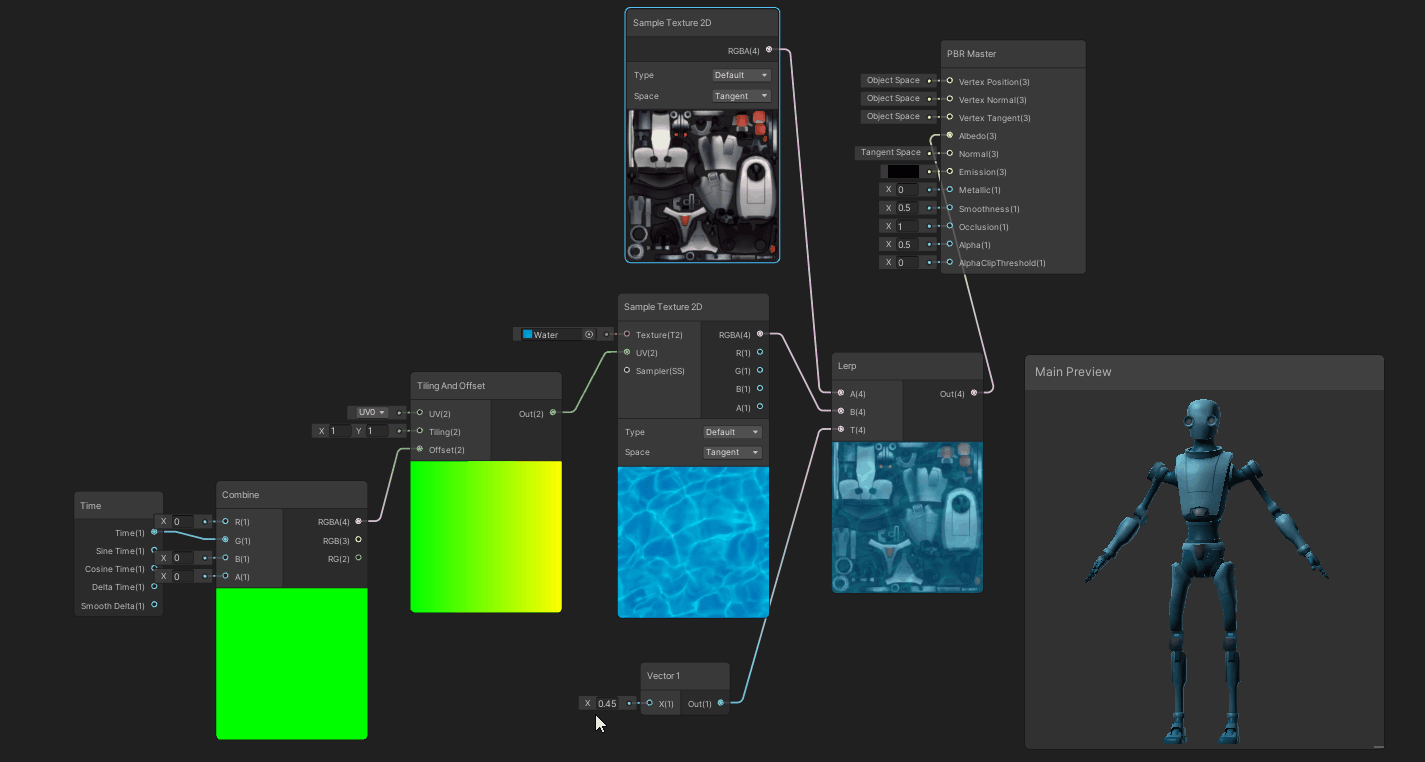 Sample Texture 2D
RGBA(4)
Type Default
Space Tangent
PBR Master
Object Space Vertex Position(3)
Object Space Vertex Normal(3)
Object Space Vertex Tangent(3)
Albedo(3)
Tangent Space Normal(3)
Emission(3)
X 0 Metallic(1)
X 0.5 Smoothness(1)
X 1 Occlusion(1)
X 0.5 Alpha(1)
X 0 AlphaClipThreshold(1)
Sample Texture 2D
Water Texture(T2) RGBA(4)
UV(2) R(1)
Sampler(SS) G(1)
B(1)
A(1)
Type Default
Space Tangent
Lerp
A(4) Out(4)
B(4)
T(4)
Main Preview
Tiling And Offset
UV0 UV(2) Out(2)
X 1 Y 1 Tiling(2)
Offset(2)
Combine
X 0 R(1) RGBA(4)
G(1) RGB(3)
X 0 B(1) RG(2)
X 0 A(1)
Time
Time(1)
Sine Time(1)
Cosine Time(1)
Delta Time(1)
Smooth Delta(1)
Vector 1
X 0.45 X(1) Out(1)